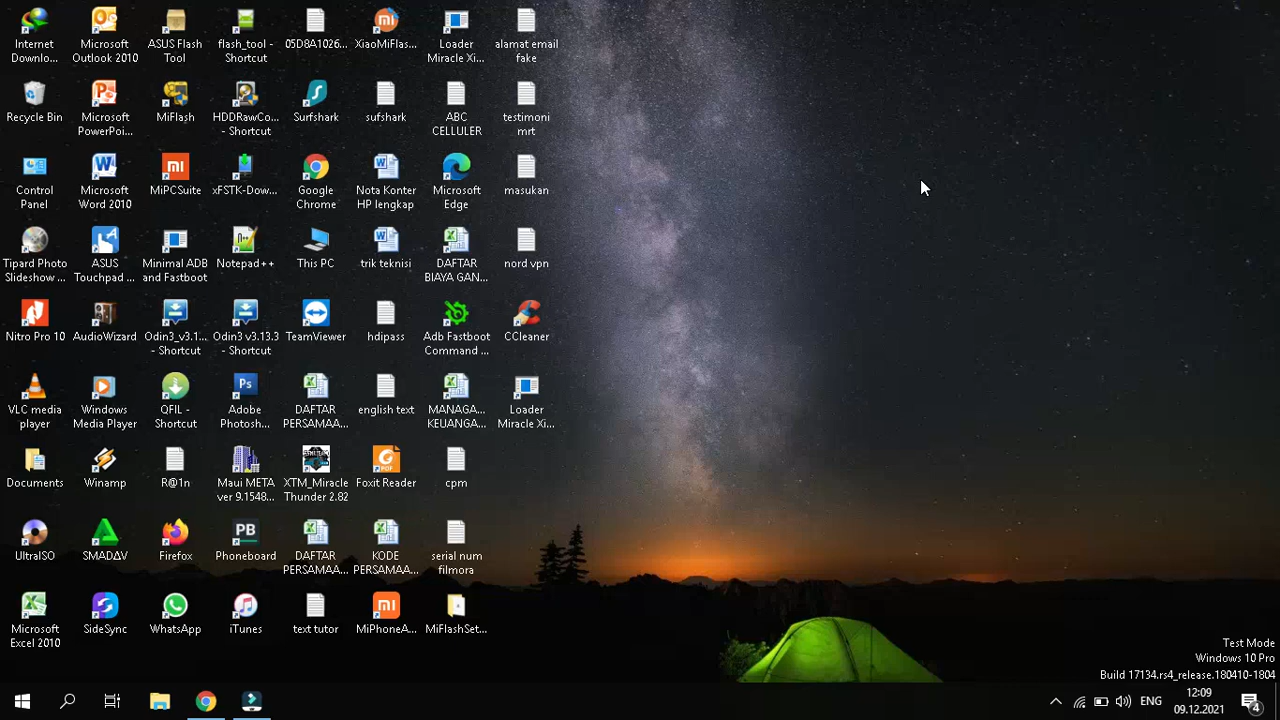 Internet
Downlo...
Microsoft
Outlook 2010
ASUS Flash
Tool
flash_tool -
Shortcut
05D8A1026...
XiaoMiFlas...
Loader
Miracle Xi...
alamat email
fake
Recycle Bin
Microsoft
PowerPoi...
MiFlash
HDDRawCo...
- Shortcut
Surfshark
sufshark
ABC
CELLULER
testimoni
mrt
Control
Panel
Microsoft
Word 2010
MiPCSuite
xFSTK-Dow...
Google
Chrome
Nota Konter
HP lengkap
Microsoft
Edge
masukan
Tipard Photo
Slideshow ...
ASUS
Touchpad ...
Minimal ADB
and Fastboot
Notepad++
This PC
trik teknisi
DAFTAR
BIAYA GAN...
nord vpn
Nitro Pro 10
AudioWizard
Odin3_v3.1...
- Shortcut
Odin3 v3.13.3
- Shortcut
TeamViewer
hdipass
Adb Fastboot
Command ...
CCleaner
VLC media
player
Windows
Media Player
QFIL -
Shortcut
Adobe
Photosh...
DAFTAR
PERSAMAA...
english text
MANAGA...
KEUANGA...
Loader
Miracle Xi...
Documents
Winamp
R@1n
Maui META
ver 9.1548...
XTM_Miracle
Thunder 2.82
Foxit Reader
cpm
UltraISO
SMADΔV
Firefox
Phoneboard
DAFTAR
PERSAMAA...
KODE
PERSAMAA...
serial num
filmora
Microsoft
Excel 2010
SideSync
WhatsApp
iTunes
text tutor
MiPhoneA...
MiFlashSet...
Test Mode
Windows 10 Pro
Build 17134.rs4_release.180410-1804
ENG
12:09
09.12.2021
4